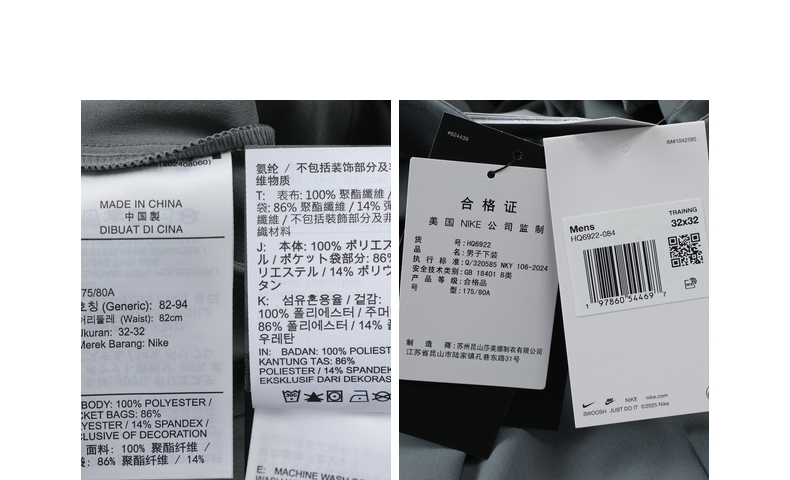 (202408060)
MADE IN CHINA
中國製
DIBUAT DI CINA
175/80A
호칭 (Generic): 82-94
허리둘레 (Waist): 82cm
Ukuran: 32-32
Merek Barang: Nike
BODY: 100% POLYESTER /
CKET BAGS: 86%
YESTER / 14% SPANDEX /
CLUSIVE OF DECORATION
面料: 100% 聚酯纤维 /
: 86% 聚酯纤维 / 14%
氨纶 / 不包括装饰部分及非
维物质
T: 表布: 100% 聚酯纖維 /
袋: 86% 聚酯纖維 / 14% 彈
纖維 / 不包括裝飾部分及非
織材料
J: 本体: 100% ポリエス
ル / ポケット袋部分: 86%
リエステル / 14% ポリウ
タン
K: 섬유혼용율 / 겉감:
100% 폴리에스터 / 주머
86% 폴리에스터 / 14% 폴
우레탄
IN: BADAN: 100% POLIEST
KANTUNG TAS: 86%
POLIESTER / 14% SPANDEK
EKSKLUSIF DARI DEKORAS
E: MACHINE WASH CO
#624439
合格证
美国 NIKE 公司监制
货号: HQ6922
品名: 男子下装
执行标准: Q/320585 NKY 106-2024
安全技术类别: GB 18401 B类
产品等级: 合格品
号型: 175/80A
制造商: 苏州昆山莎美娜制衣有限公司
江苏省昆山市陆家镇孔巷东路31号
IM#1042585
TRAINNG
Mens 32x32
HQ6922-084
1 97860 54469 7
NIKE nike.com
SWOOSH JUST DO IT ©2025 Nike